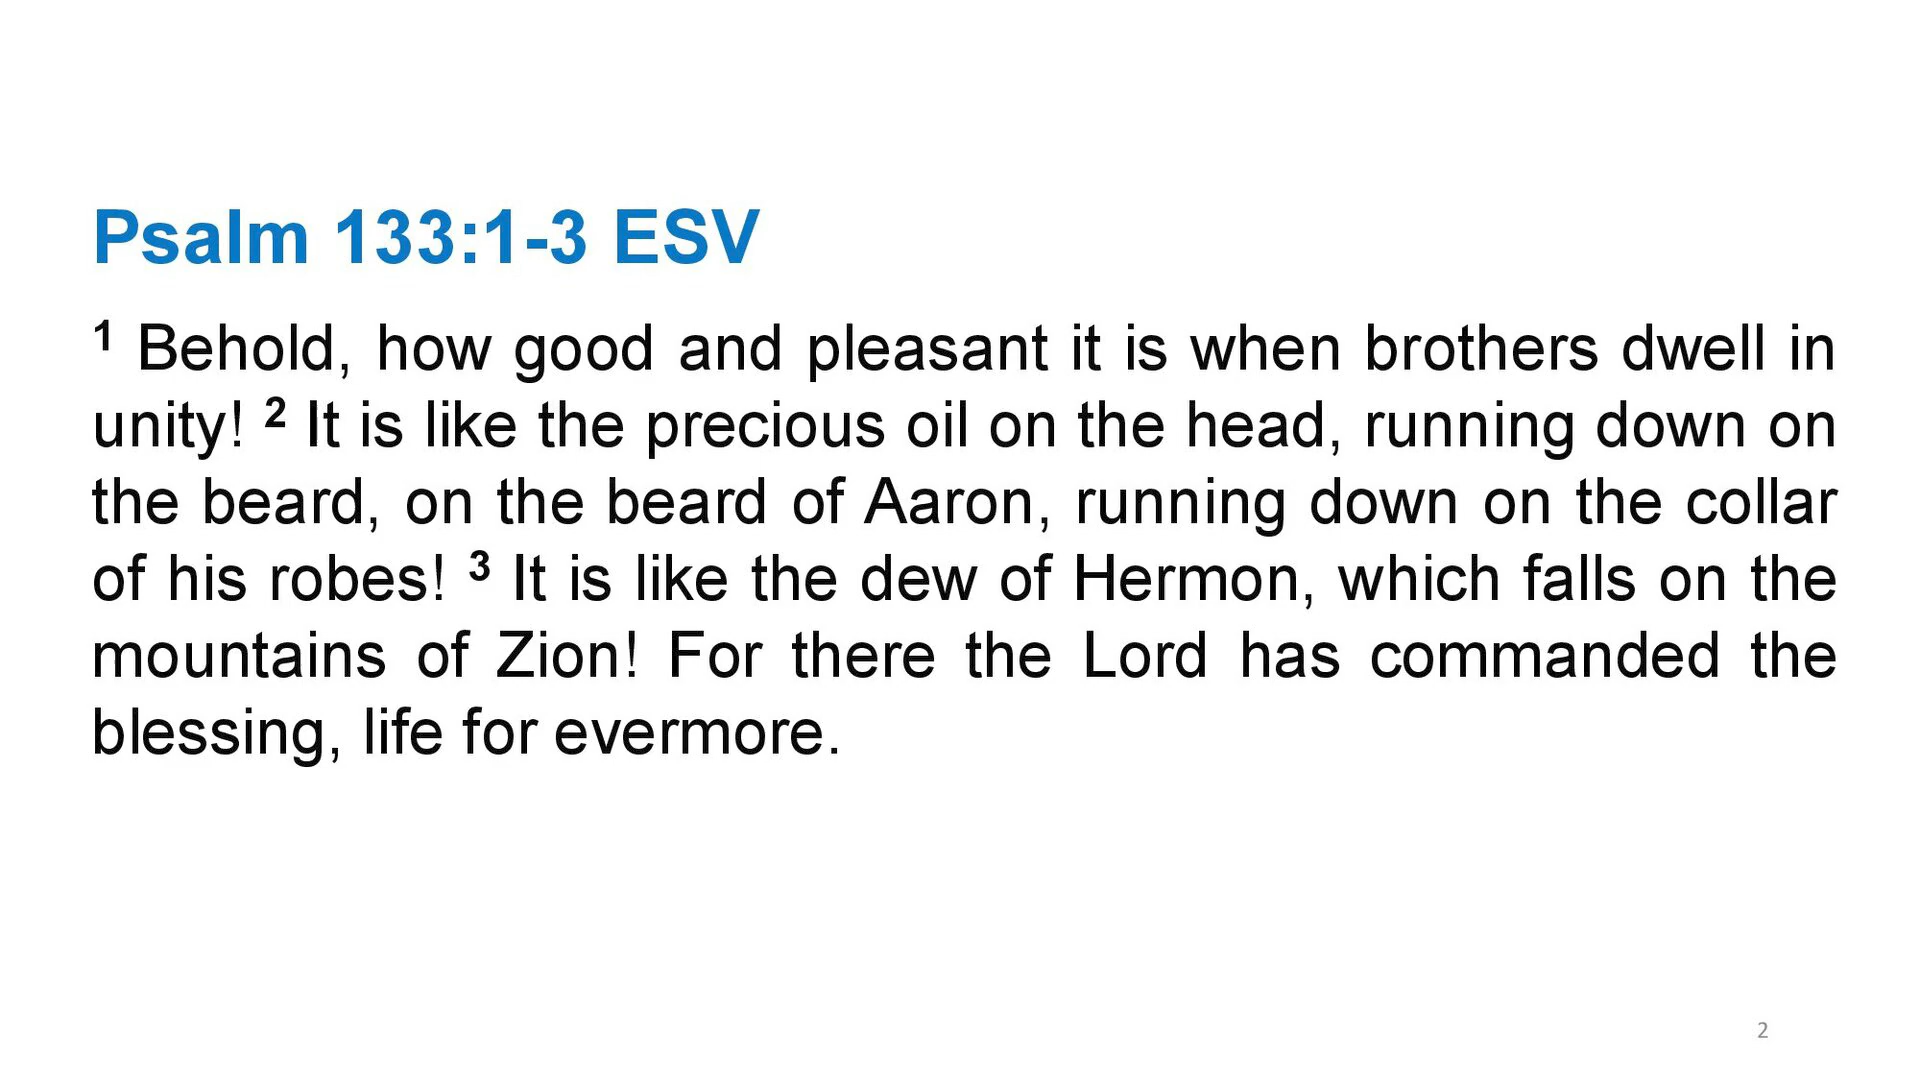 Psalm 133:1-3 ESV
1 Behold, how good and pleasant it is when brothers dwell in
unity! 2 It is like the precious oil on the head, running down on
the beard, on the beard of Aaron, running down on the collar
of his robes! 3 It is like the dew of Hermon, which falls on the
mountains of Zion! For there the Lord has commanded the
blessing, life for evermore.
2